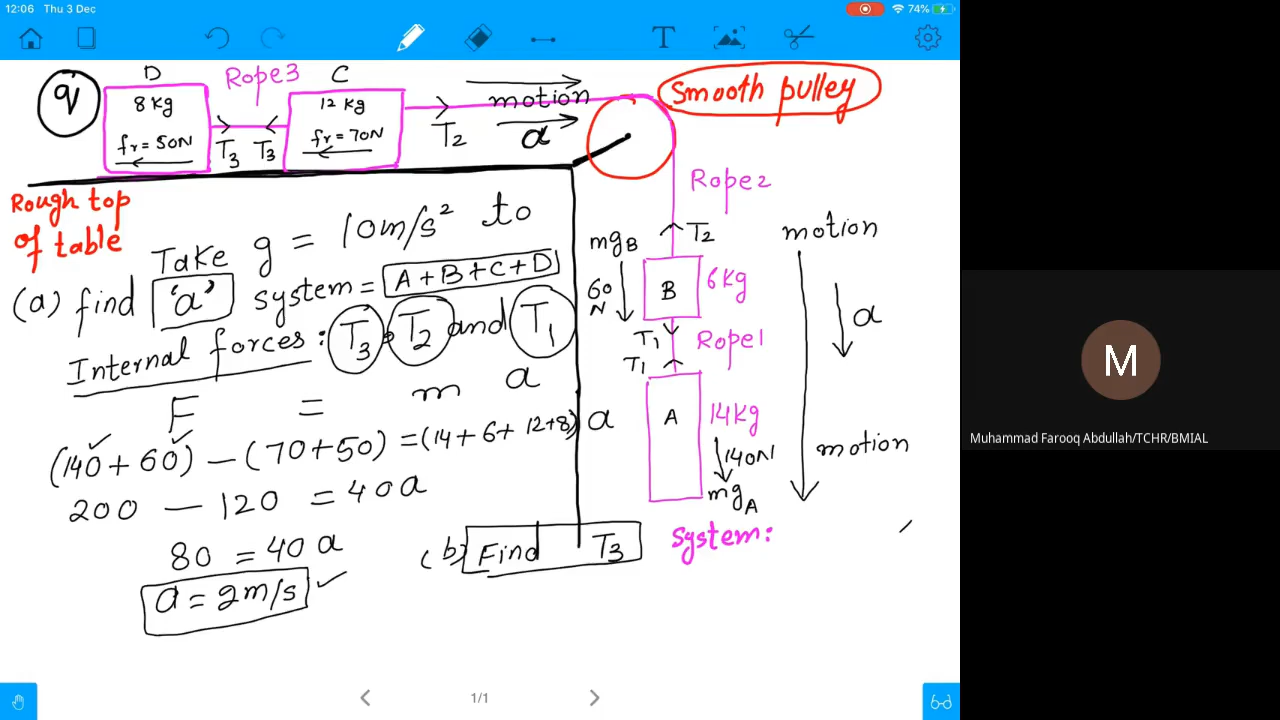 12:06 Thu 3 Dec
74%
T
q
D
8 kg
fr = 50N
Rope3
T3 T3
C
12 kg
fr = 70N
T2
motion
a
Smooth pulley
Rope2
Rough top
of table
Take g = 10m/s² to
(a) find 'a' system = A+B+C+D
Internal forces: T3, T2 and T1
F = m a
(140 + 60) – (70+50) = (14+6+12+8) a
200 – 120 = 40a
80 = 40 a
a = 2m/s
(b) Find T3
mgB
60
N
T2
B
6Kg
T1
T1
Rope1
A
14Kg
140N
mgA
motion
a
motion
System:
M
Muhammad Farooq Abdullah/TCHR/BMIAL
1/1